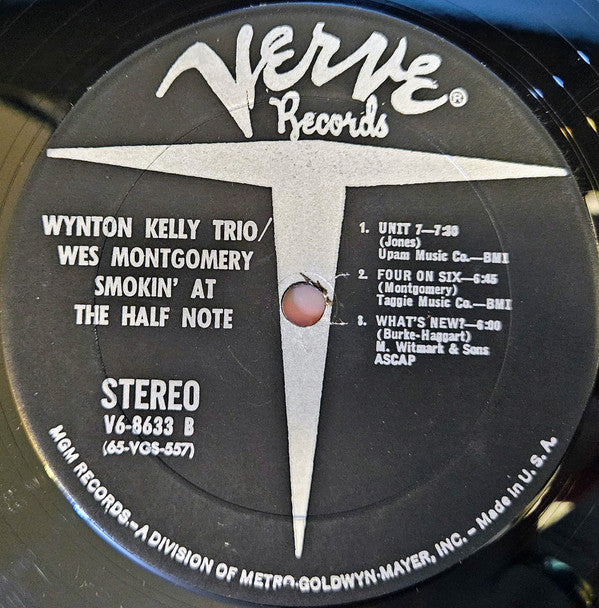 VERVE®
Records
WYNTON KELLY TRIO/
WES MONTGOMERY
SMOKIN' AT
THE HALF NOTE
STEREO
V6-8633 B
(65-VGS-557)
1. UNIT 7—7:30
(Jones)
Upam Music Co.—BMI
2. FOUR ON SIX—6:45
(Montgomery)
Taggie Music Co.—BMI
3. WHAT'S NEW?—6:00
(Burke-Haggart)
M. Witmark & Sons
ASCAP
MGM RECORDS—A DIVISION OF METRO-GOLDWYN-MAYER, INC. – Made in U. S. A.